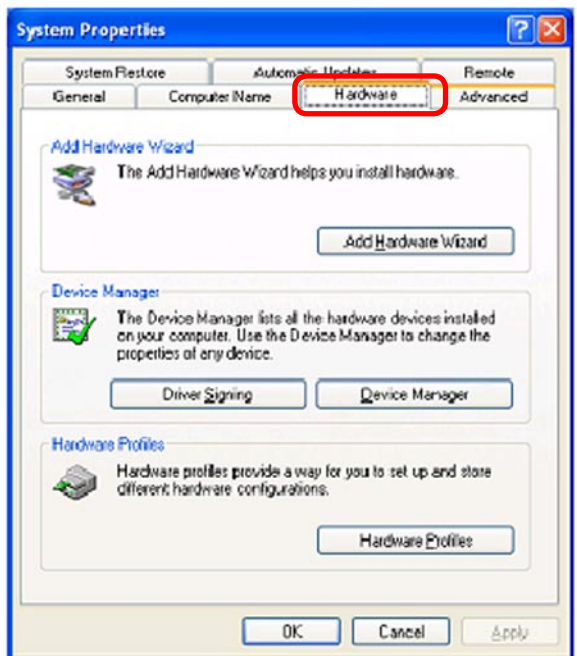 System Properties
System Restore Automatic Updates Remote
General Computer Name Hardware Advanced
Add Hardware Wizard
The Add Hardware Wizard helps you install hardware.
Add Hardware Wizard
Device Manager
The Device Manager lists all the hardware devices installed
on your computer. Use the Device Manager to change the
properties of any device.
Driver Signing Device Manager
Hardware Profiles
Hardware profiles provide a way for you to set up and store
different hardware configurations.
Hardware Profiles
OK Cancel Apply